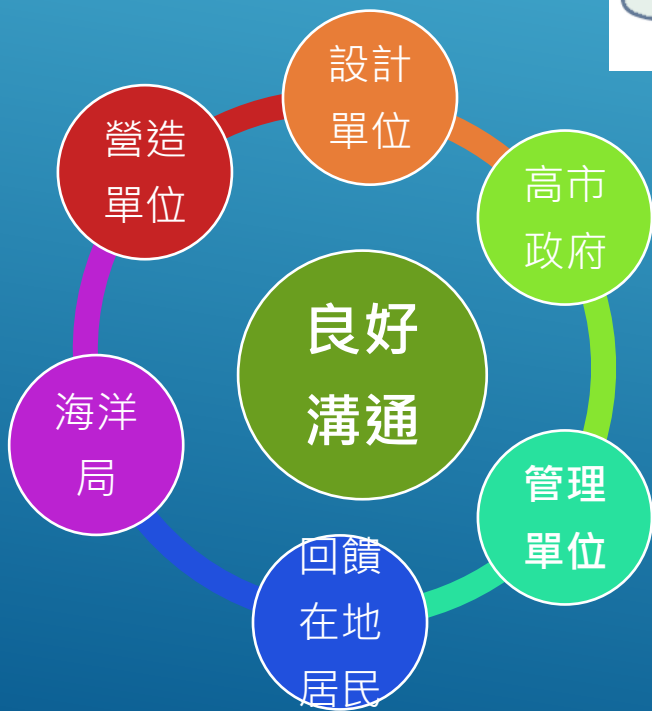 設計
單位
高市
政府
管理
單位
回饋
在地
居民
海洋
局
營造
單位
良好
溝通